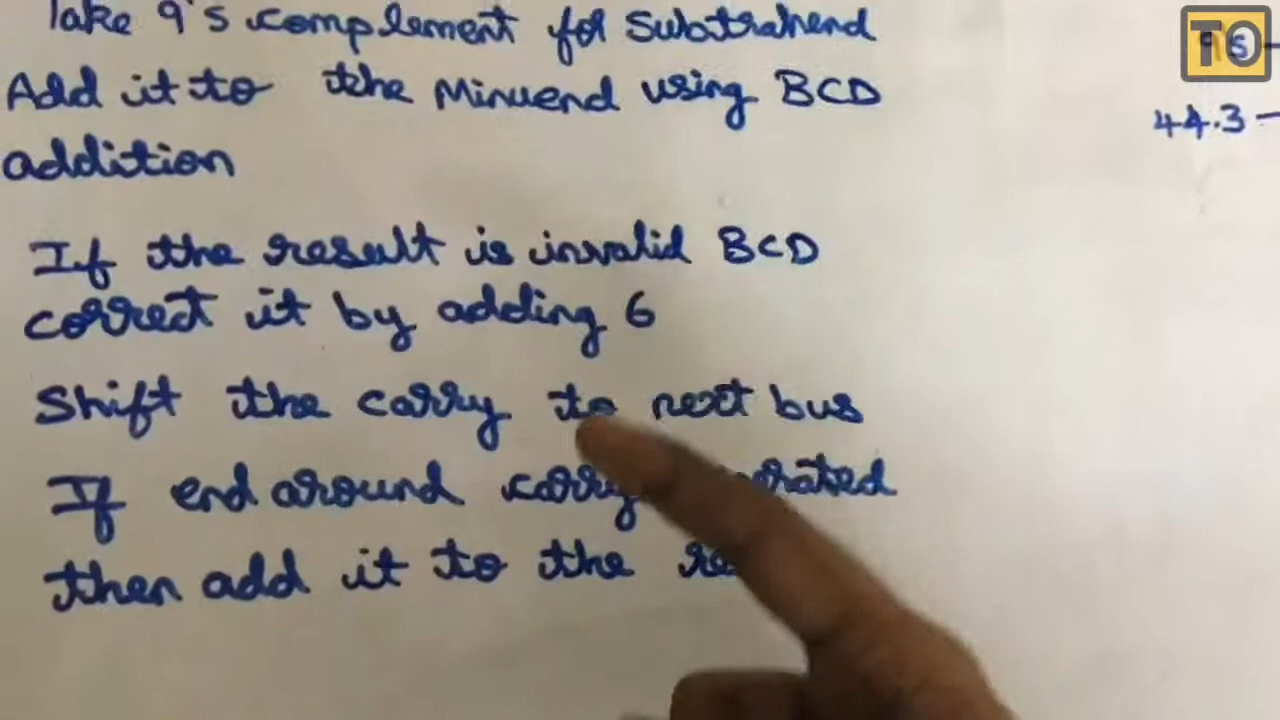 Take 9's complement for Subtrahend
Add it to the Minuend using BCD
addition
If the result is invalid BCD
correct it by adding 6
Shift the carry to next bus
If end around carry
then add it to the
44.3 -
TO